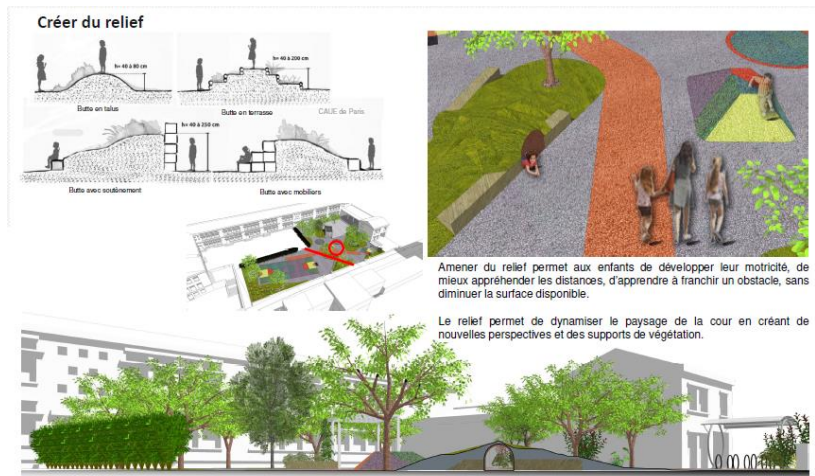 Créer du relief
h= 40 à 80 cm
h= 40 à 200 cm
Butte en talus
Butte en terrasse
CAUE de Paris
h= 40 à 250 cm
Butte avec soutènement
Butte avec mobiliers
Amener du relief permet aux enfants de développer leur motricité, de
mieux appréhender les distances, d'apprendre à franchir un obstacle, sans
diminuer la surface disponible.
Le relief permet de dynamiser le paysage de la cour en créant de
nouvelles perspectives et des supports de végétation.